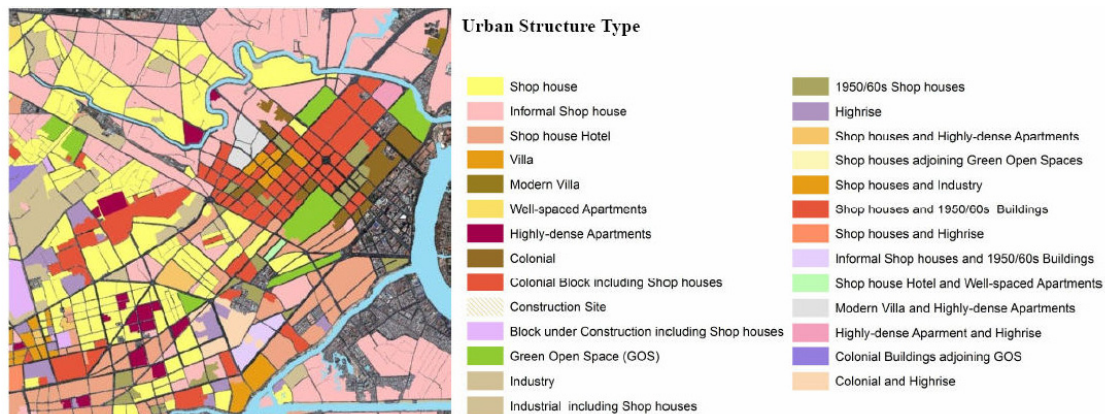 Urban Structure Type
Shop house
Informal Shop house
Shop house Hotel
Villa
Modern Villa
Well-spaced Apartments
Highly-dense Apartments
Colonial
Colonial Block including Shop houses
Construction Site
Block under Construction including Shop houses
Green Open Space (GOS)
Industry
Industrial including Shop houses
1950/60s Shop houses
Highrise
Shop houses and Highly-dense Apartments
Shop houses adjoining Green Open Spaces
Shop houses and Industry
Shop houses and 1950/60s Buildings
Shop houses and Highrise
Informal Shop houses and 1950/60s Buildings
Shop house Hotel and Well-spaced Apartments
Modern Villa and Highly-dense Apartments
Highly-dense Aparment and Highrise
Colonial Buildings adjoining GOS
Colonial and Highrise